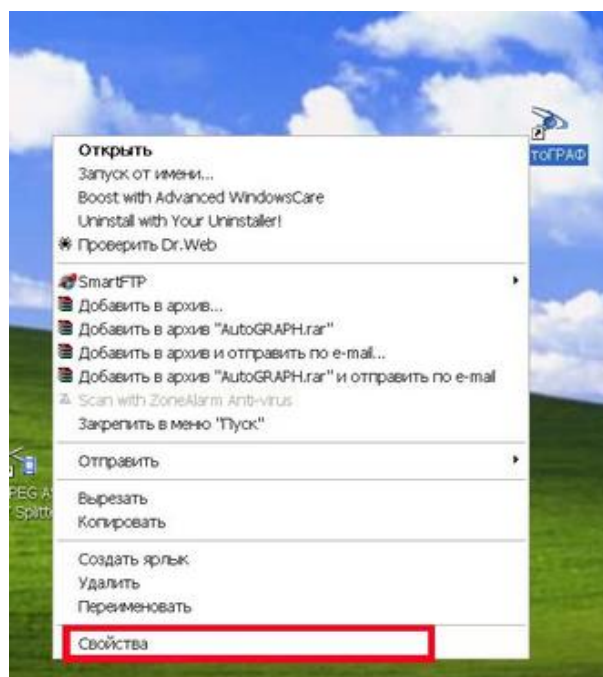 тоГРАФ
Открыть
Запуск от имени...
Boost with Advanced WindowsCare
Uninstall with Your Uninstaller!
Проверить Dr.Web
SmartFTP
Добавить в архив...
Добавить в архив "AutoGRAPH.rar"
Добавить в архив и отправить по e-mail...
Добавить в архив "AutoGRAPH.rar" и отправить по e-mail
Scan with ZoneAlarm Anti-virus
Закрепить в меню "Пуск"
Отправить
PEG A
Splitt
Вырезать
Копировать
Создать ярлык
Удалить
Переименовать
Свойства